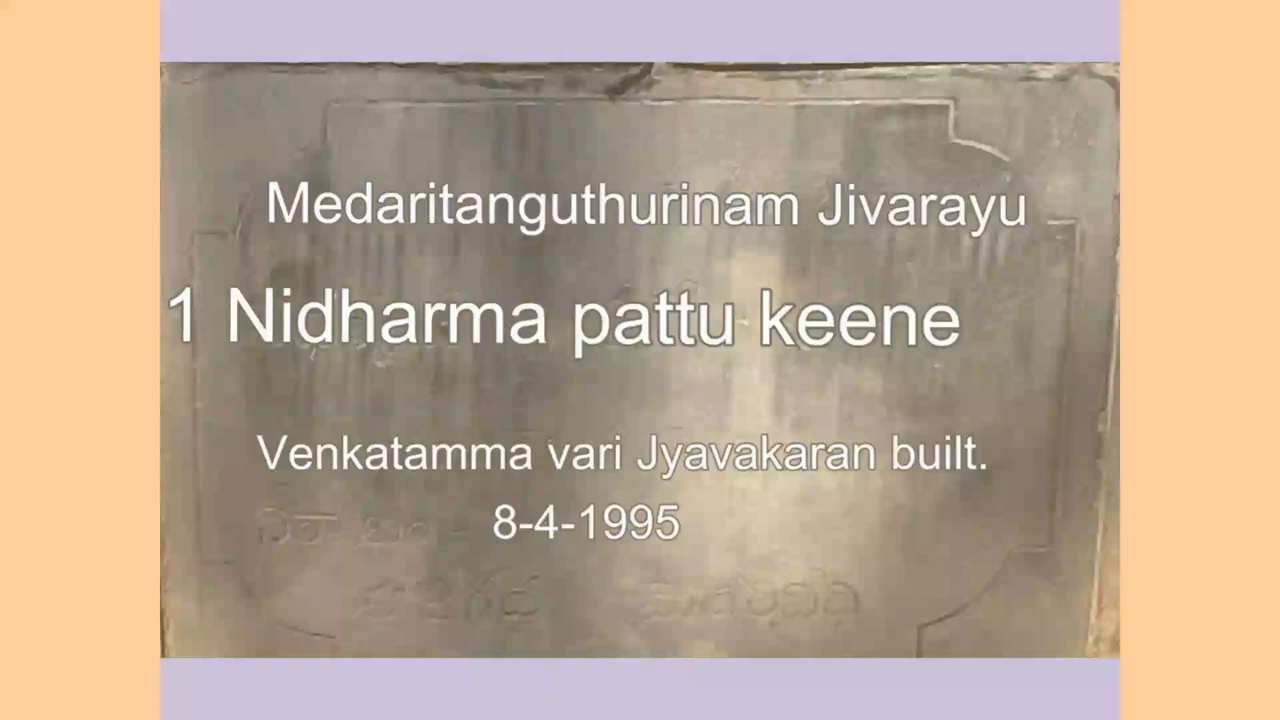 Medaritanguthurinam Jivarayu
1 Nidharma pattu keene
Venkatamma vari Jyavakaran built.
8-4-1995